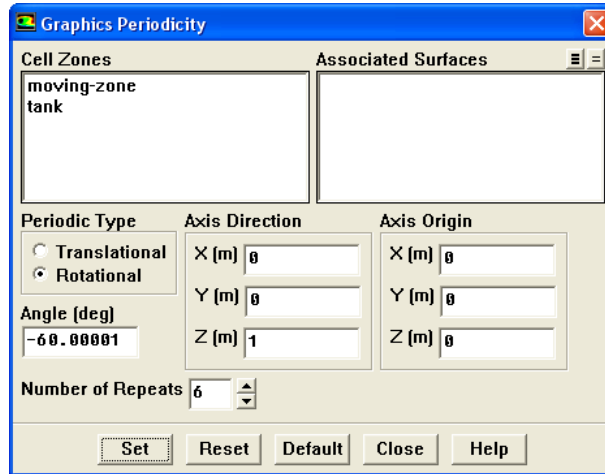 Graphics Periodicity
Cell Zones
Associated Surfaces
moving-zone
tank
Periodic Type
Translational
Rotational
Angle (deg)
-60.00001
Axis Direction
X (m) 0
Y (m) 0
Z (m) 1
Axis Origin
X (m) 0
Y (m) 0
Z (m) 0
Number of Repeats 6
Set Reset Default Close Help